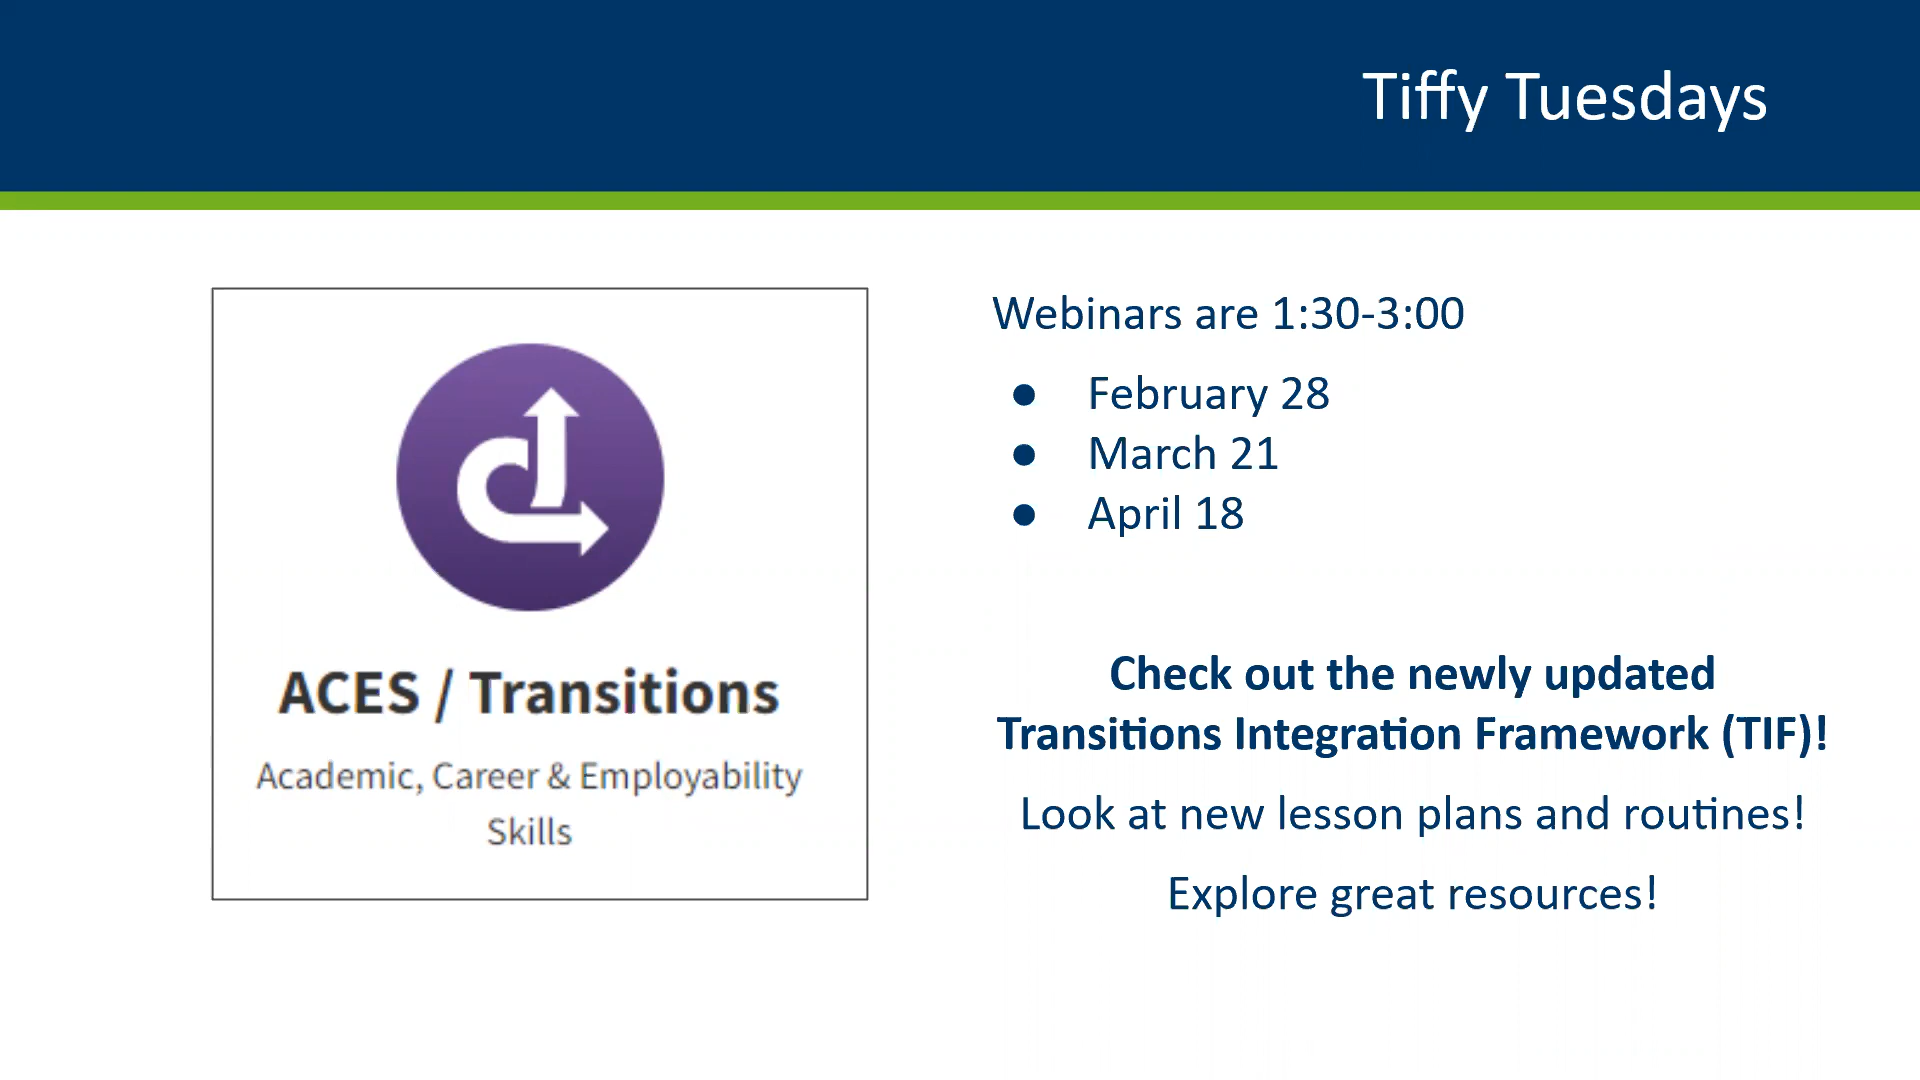 Tiffy Tuesdays
ACES / Transitions
Academic, Career & Employability
Skills
Webinars are 1:30-3:00
● February 28
● March 21
● April 18
Check out the newly updated
Transitions Integration Framework (TIF)!
Look at new lesson plans and routines!
Explore great resources!